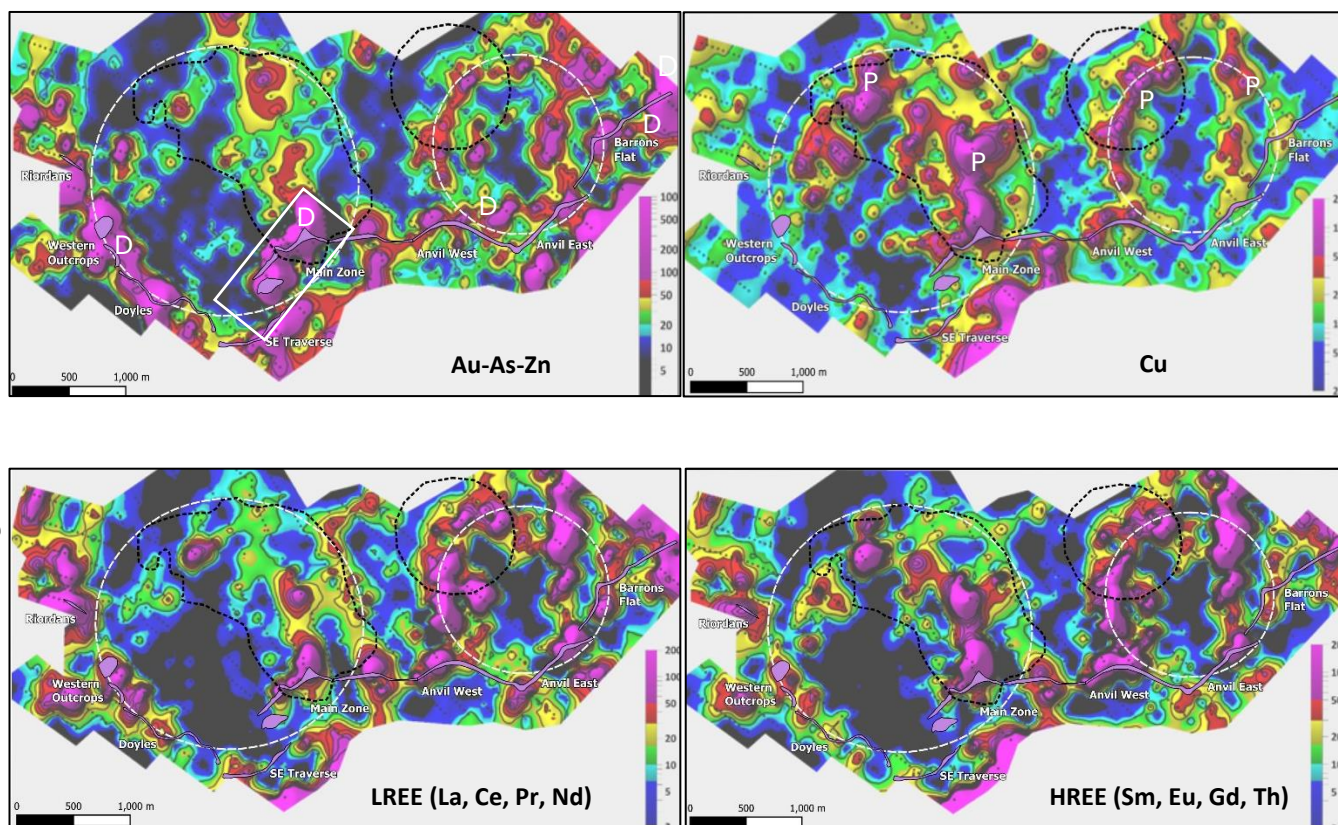 D
D
D
D
D
Riordans
Western
Outcrops
Doyles
SE Traverse
Main Zone
Anvil West
Anvil East
Barrons
Flat
1000
500
100
50
20
10
5
0 500 1,000 m
Au-As-Zn
P
P
P
P
Riordans
Western
Outcrops
Doyles
SE Traverse
Main Zone
Anvil West
Anvil East
Barrons
Flat
0 500 1,000 m
Cu
Riordans
Western
Outcrops
Doyles
SE Traverse
Main Zone
Anvil West
Anvil East
Barrons
Flat
200
100
50
20
10
5
0 500 1,000 m
LREE (La, Ce, Pr, Nd)
Riordans
Western
Outcrops
Doyles
SE Traverse
Main Zone
Anvil West
Anvil East
Barrons
Flat
0 500 1,000 m
HREE (Sm, Eu, Gd, Th)